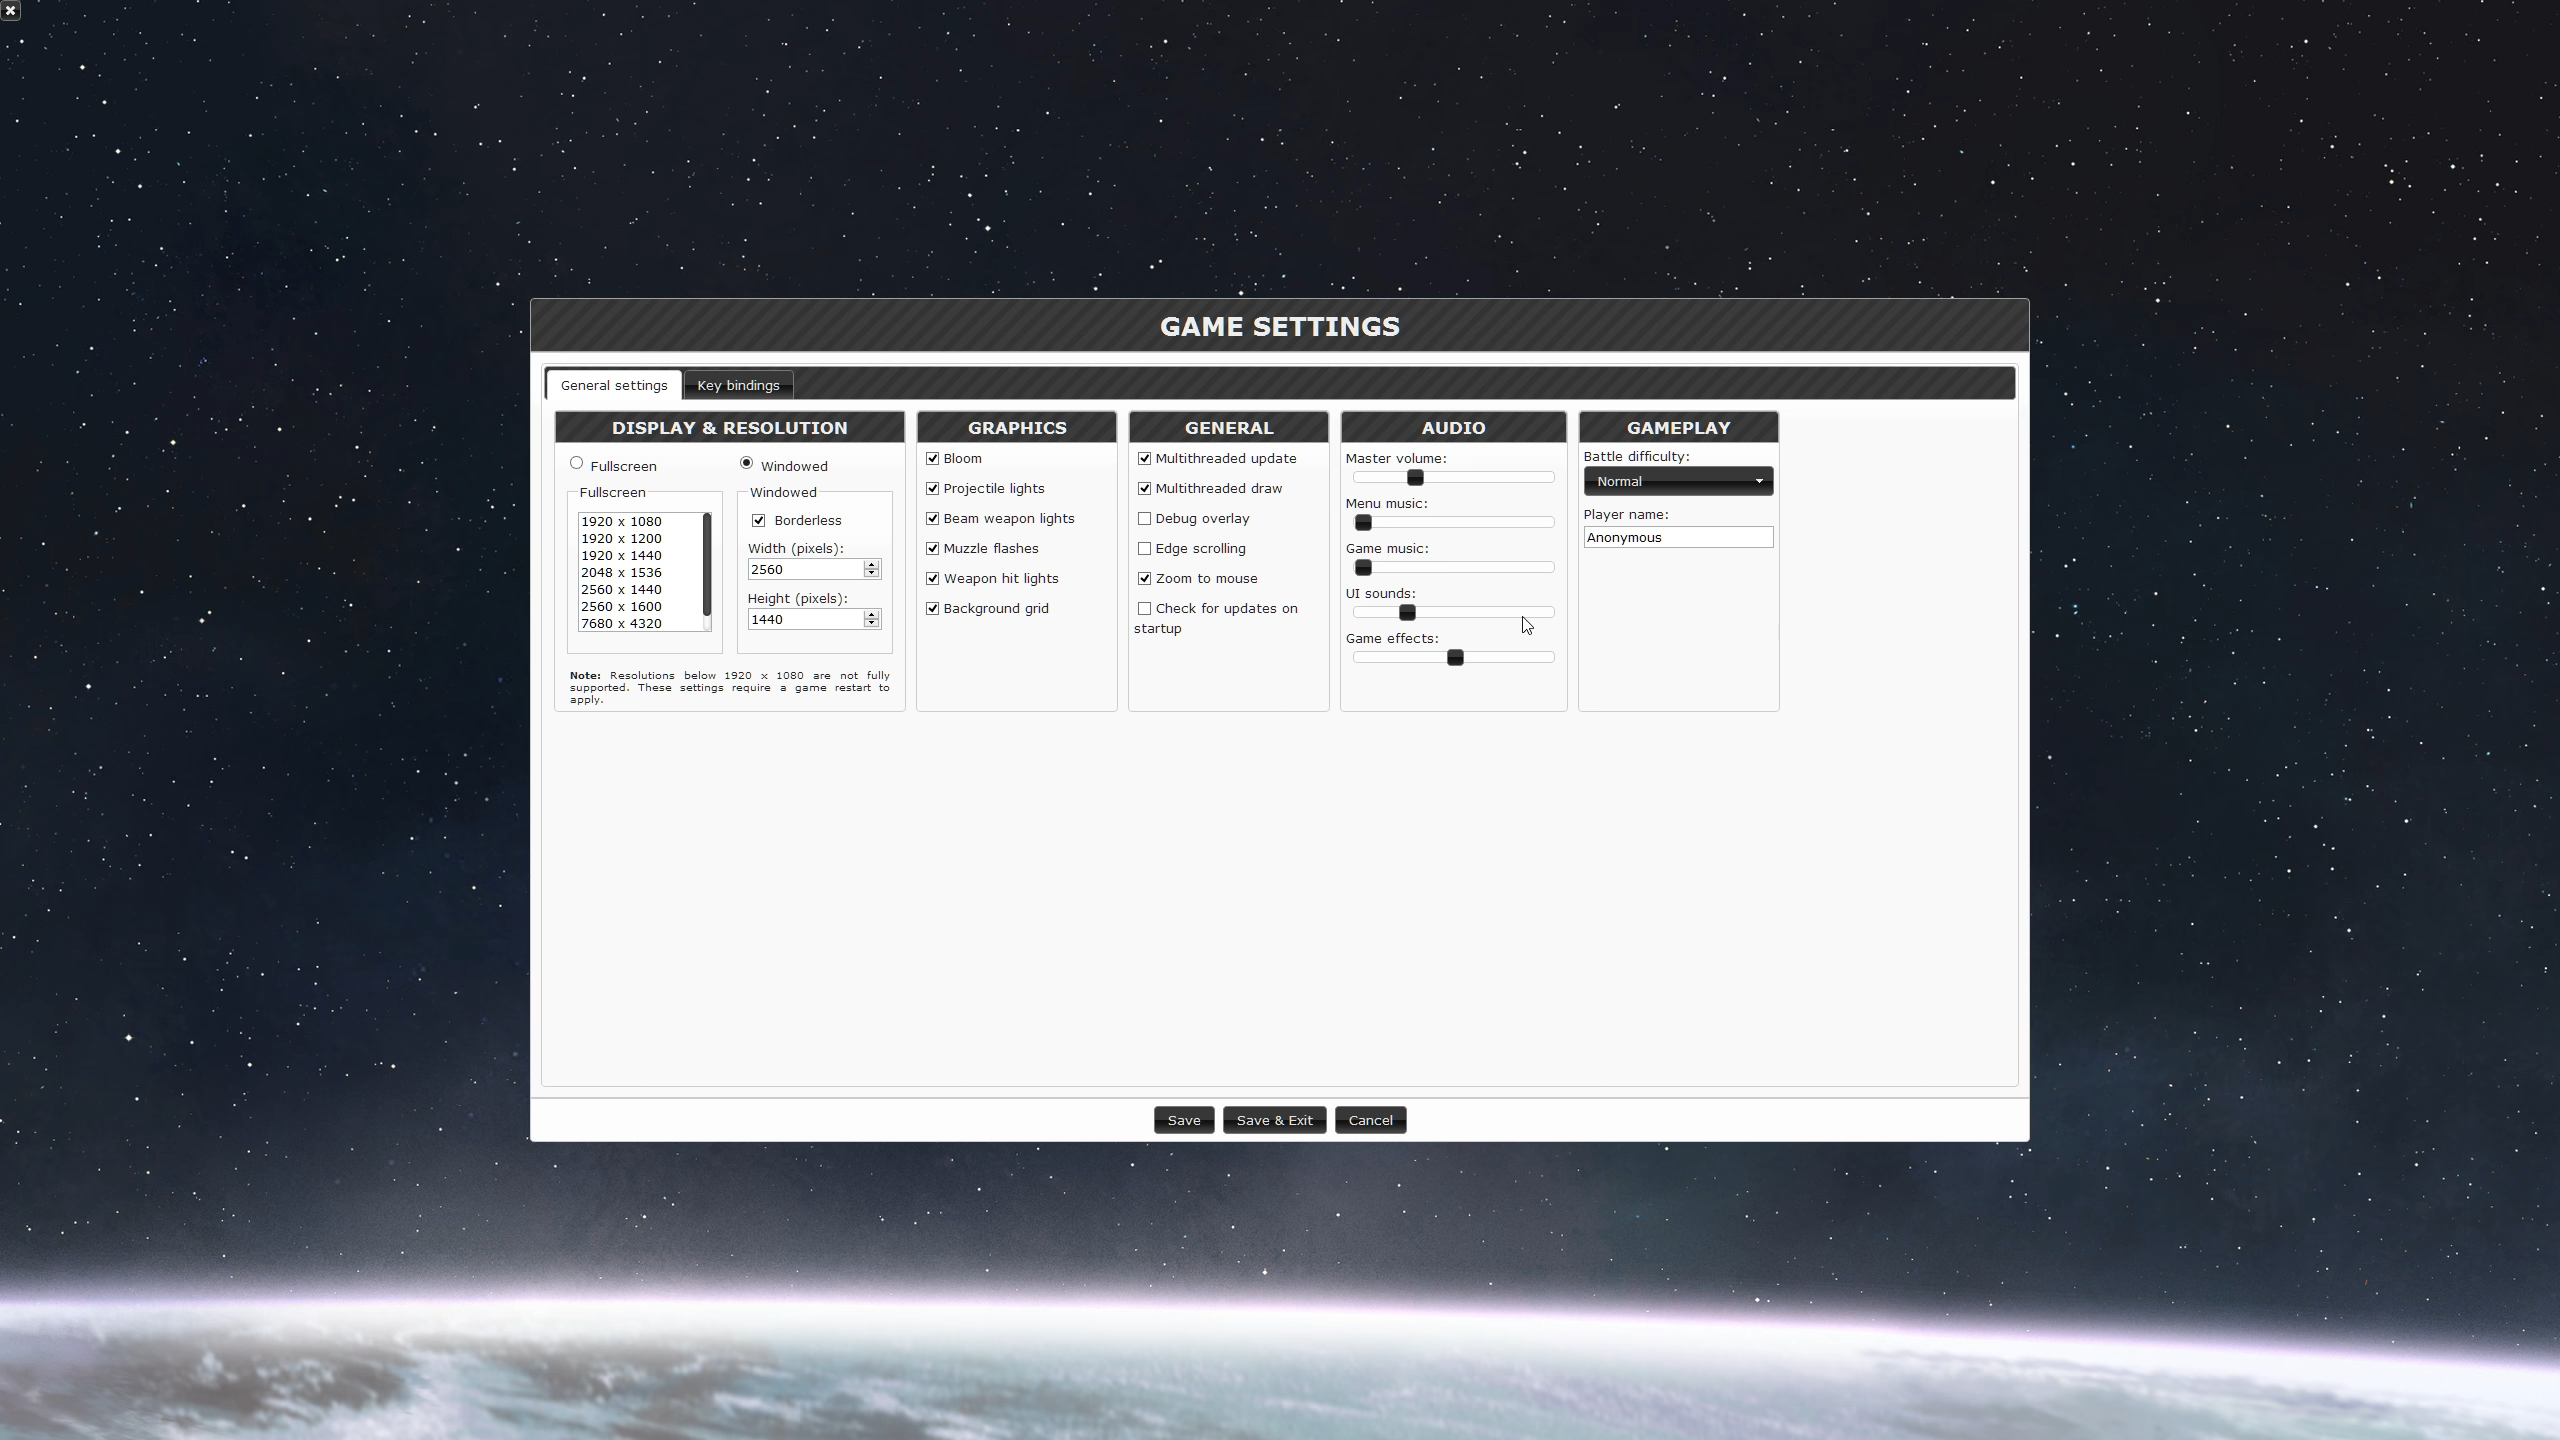 GAME SETTINGS
General settings
Key bindings
DISPLAY & RESOLUTION
Fullscreen
Windowed
Fullscreen
1920 x 1080
1920 x 1200
1920 x 1440
2048 x 1536
2560 x 1440
2560 x 1600
7680 x 4320
Windowed
Borderless
Width (pixels):
2560
Height (pixels):
1440
Note: Resolutions below 1920 x 1080 are not fully
supported. These settings require a game restart to
apply.
GRAPHICS
Bloom
Projectile lights
Beam weapon lights
Muzzle flashes
Weapon hit lights
Background grid
GENERAL
Multithreaded update
Multithreaded draw
Debug overlay
Edge scrolling
Zoom to mouse
Check for updates on
startup
AUDIO
Master volume:
Menu music:
Game music:
UI sounds:
Game effects:
GAMEPLAY
Battle difficulty:
Normal
Player name:
Anonymous
Save
Save & Exit
Cancel